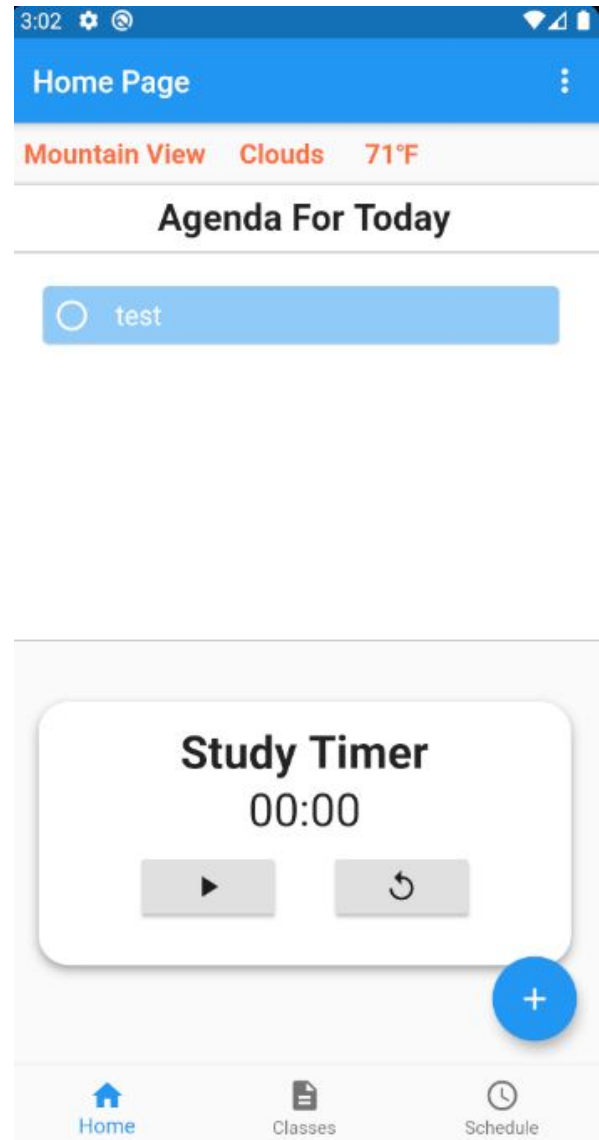 3:02
Home Page
Mountain View Clouds 71°F
Agenda For Today
test
Study Timer
00:00
Home Classes Schedule